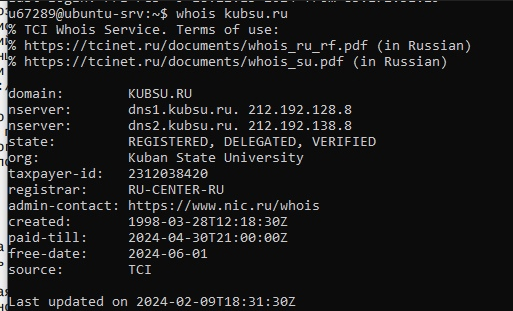 u67289@ubuntu-srv:~$ whois kubsu.ru
% TCI Whois Service. Terms of use:
% https://tcinet.ru/documents/whois_ru_rf.pdf (in Russian)
% https://tcinet.ru/documents/whois_su.pdf (in Russian)

domain:        KUBSU.RU
nserver:       dns1.kubsu.ru. 212.192.128.8
nserver:       dns2.kubsu.ru. 212.192.138.8
state:         REGISTERED, DELEGATED, VERIFIED
org:           Kuban State University
taxpayer-id:   2312038420
registrar:     RU-CENTER-RU
admin-contact: https://www.nic.ru/whois
created:       1998-03-28T12:18:30Z
paid-till:     2024-04-30T21:00:00Z
free-date:     2024-06-01
source:        TCI

Last updated on 2024-02-09T18:31:30Z